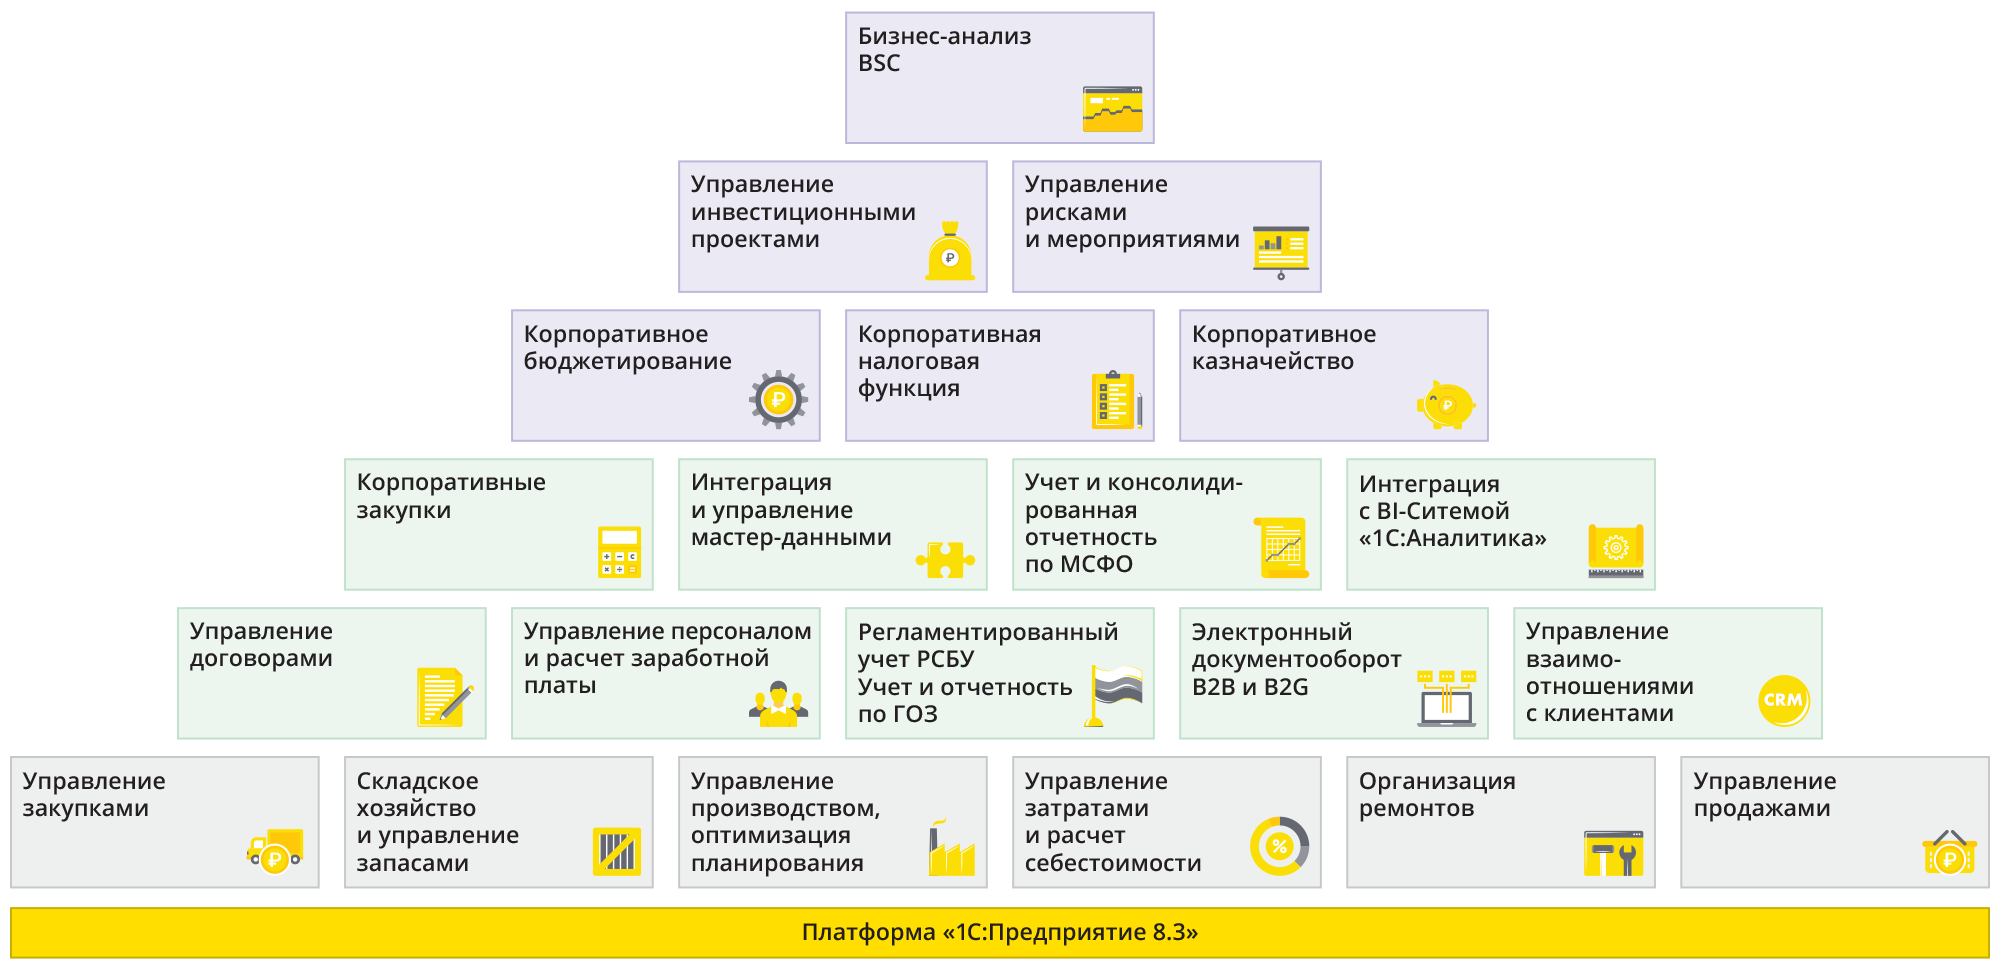 Бизнес-анализ
BSC
Управление
инвестиционными
проектами
₽
Управление
рисками
и мероприятиями
Корпоративное
бюджетирование
₽
Корпоративная
налоговая
функция
Корпоративное
казначейство
₽
Корпоративные
закупки
+ − c
× ÷ =
Интеграция
и управление
мастер-данными
Учет и консолиди-
рованная
отчетность
по МСФО
Интеграция
с BI-Ситемой
«1С:Аналитика»
Управление
договорами
Управление персоналом
и расчет заработной
платы
Регламентированный
учет РСБУ
Учет и отчетность
по ГОЗ
Электронный
документооборот
B2B и B2G
Управление
взаимо-
отношениями
с клиентами
CRM
Управление
закупками
₽
Складское
хозяйство
и управление
запасами
Управление
производством,
оптимизация
планирования
Управление
затратами
и расчет
себестоимости
%
Организация
ремонтов
Управление
продажами
₽
Платформа «1С:Предприятие 8.3»